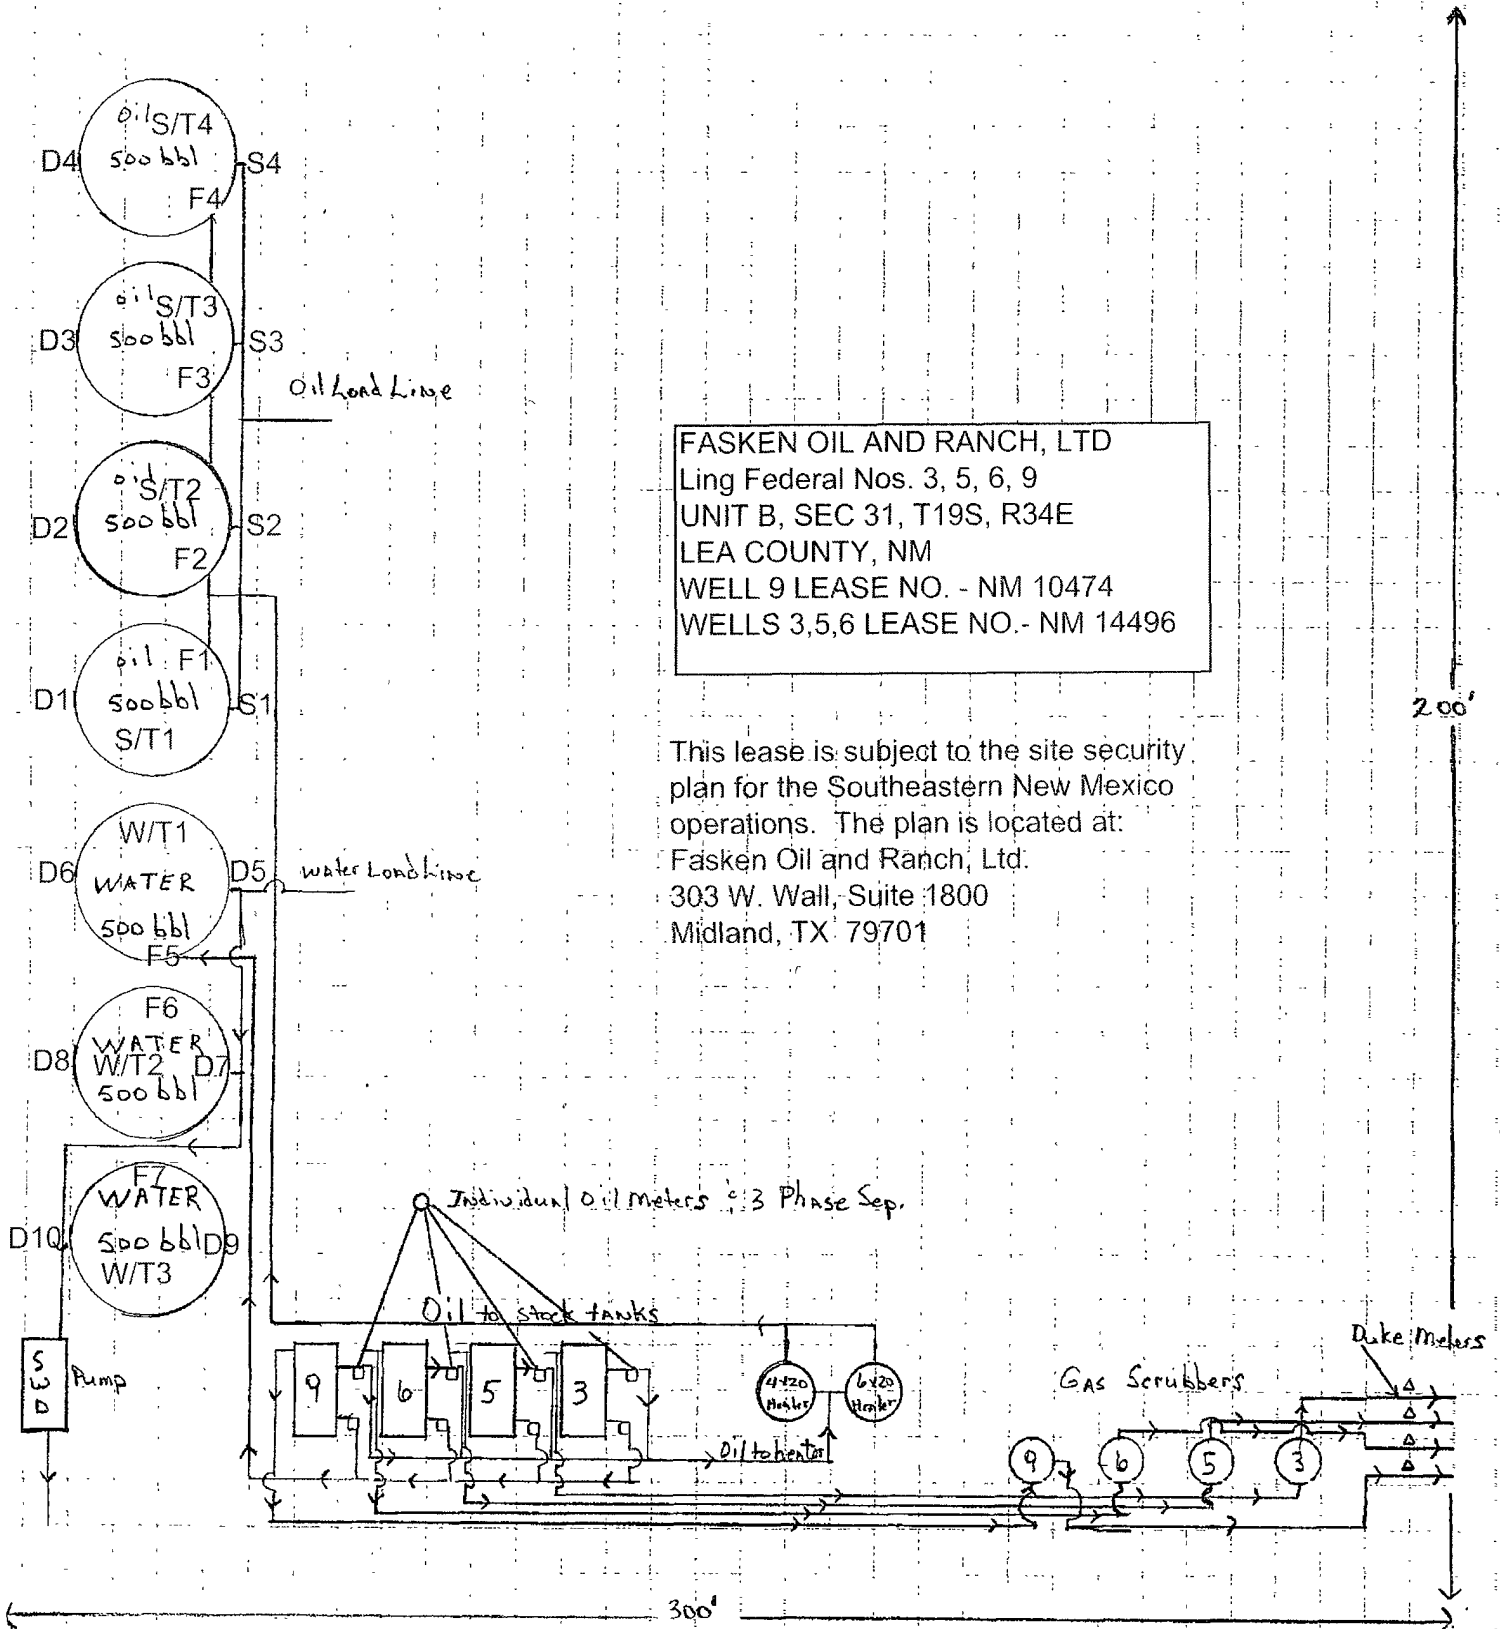 oil S/T4
D4 500 bbl S4
F4
oil S/T3
D3 500 bbl S3
F3
Oil Load Line
oil S/T2
D2 500 bbl S2
F2
oil F1
D1 500 bbl S1
S/T1
FASKEN OIL AND RANCH, LTD
Ling Federal Nos. 3, 5, 6, 9
UNIT B, SEC 31, T19S, R34E
LEA COUNTY, NM
WELL 9 LEASE NO. - NM 10474
WELLS 3,5,6 LEASE NO.- NM 14496
200'
This lease is subject to the site security
plan for the Southeastern New Mexico
operations. The plan is located at:
Fasken Oil and Ranch, Ltd.
303 W. Wall, Suite 1800
Midland, TX 79701
W/T1
D6 WATER D5 water Load Line
500 bbl
F5
F6
WATER
D8 W/T2 D7
500 bbl
F7
WATER
D10 500 bbl D9
W/T3
Individual Oil Meters & 3 Phase Sep.
Oil to stock tanks
SWD Pump
9 6 5 3
4x20 Heater
6x20 Heater
Oil to heater
Duke Meters
Gas Scrubbers
9 6 5 3
300'